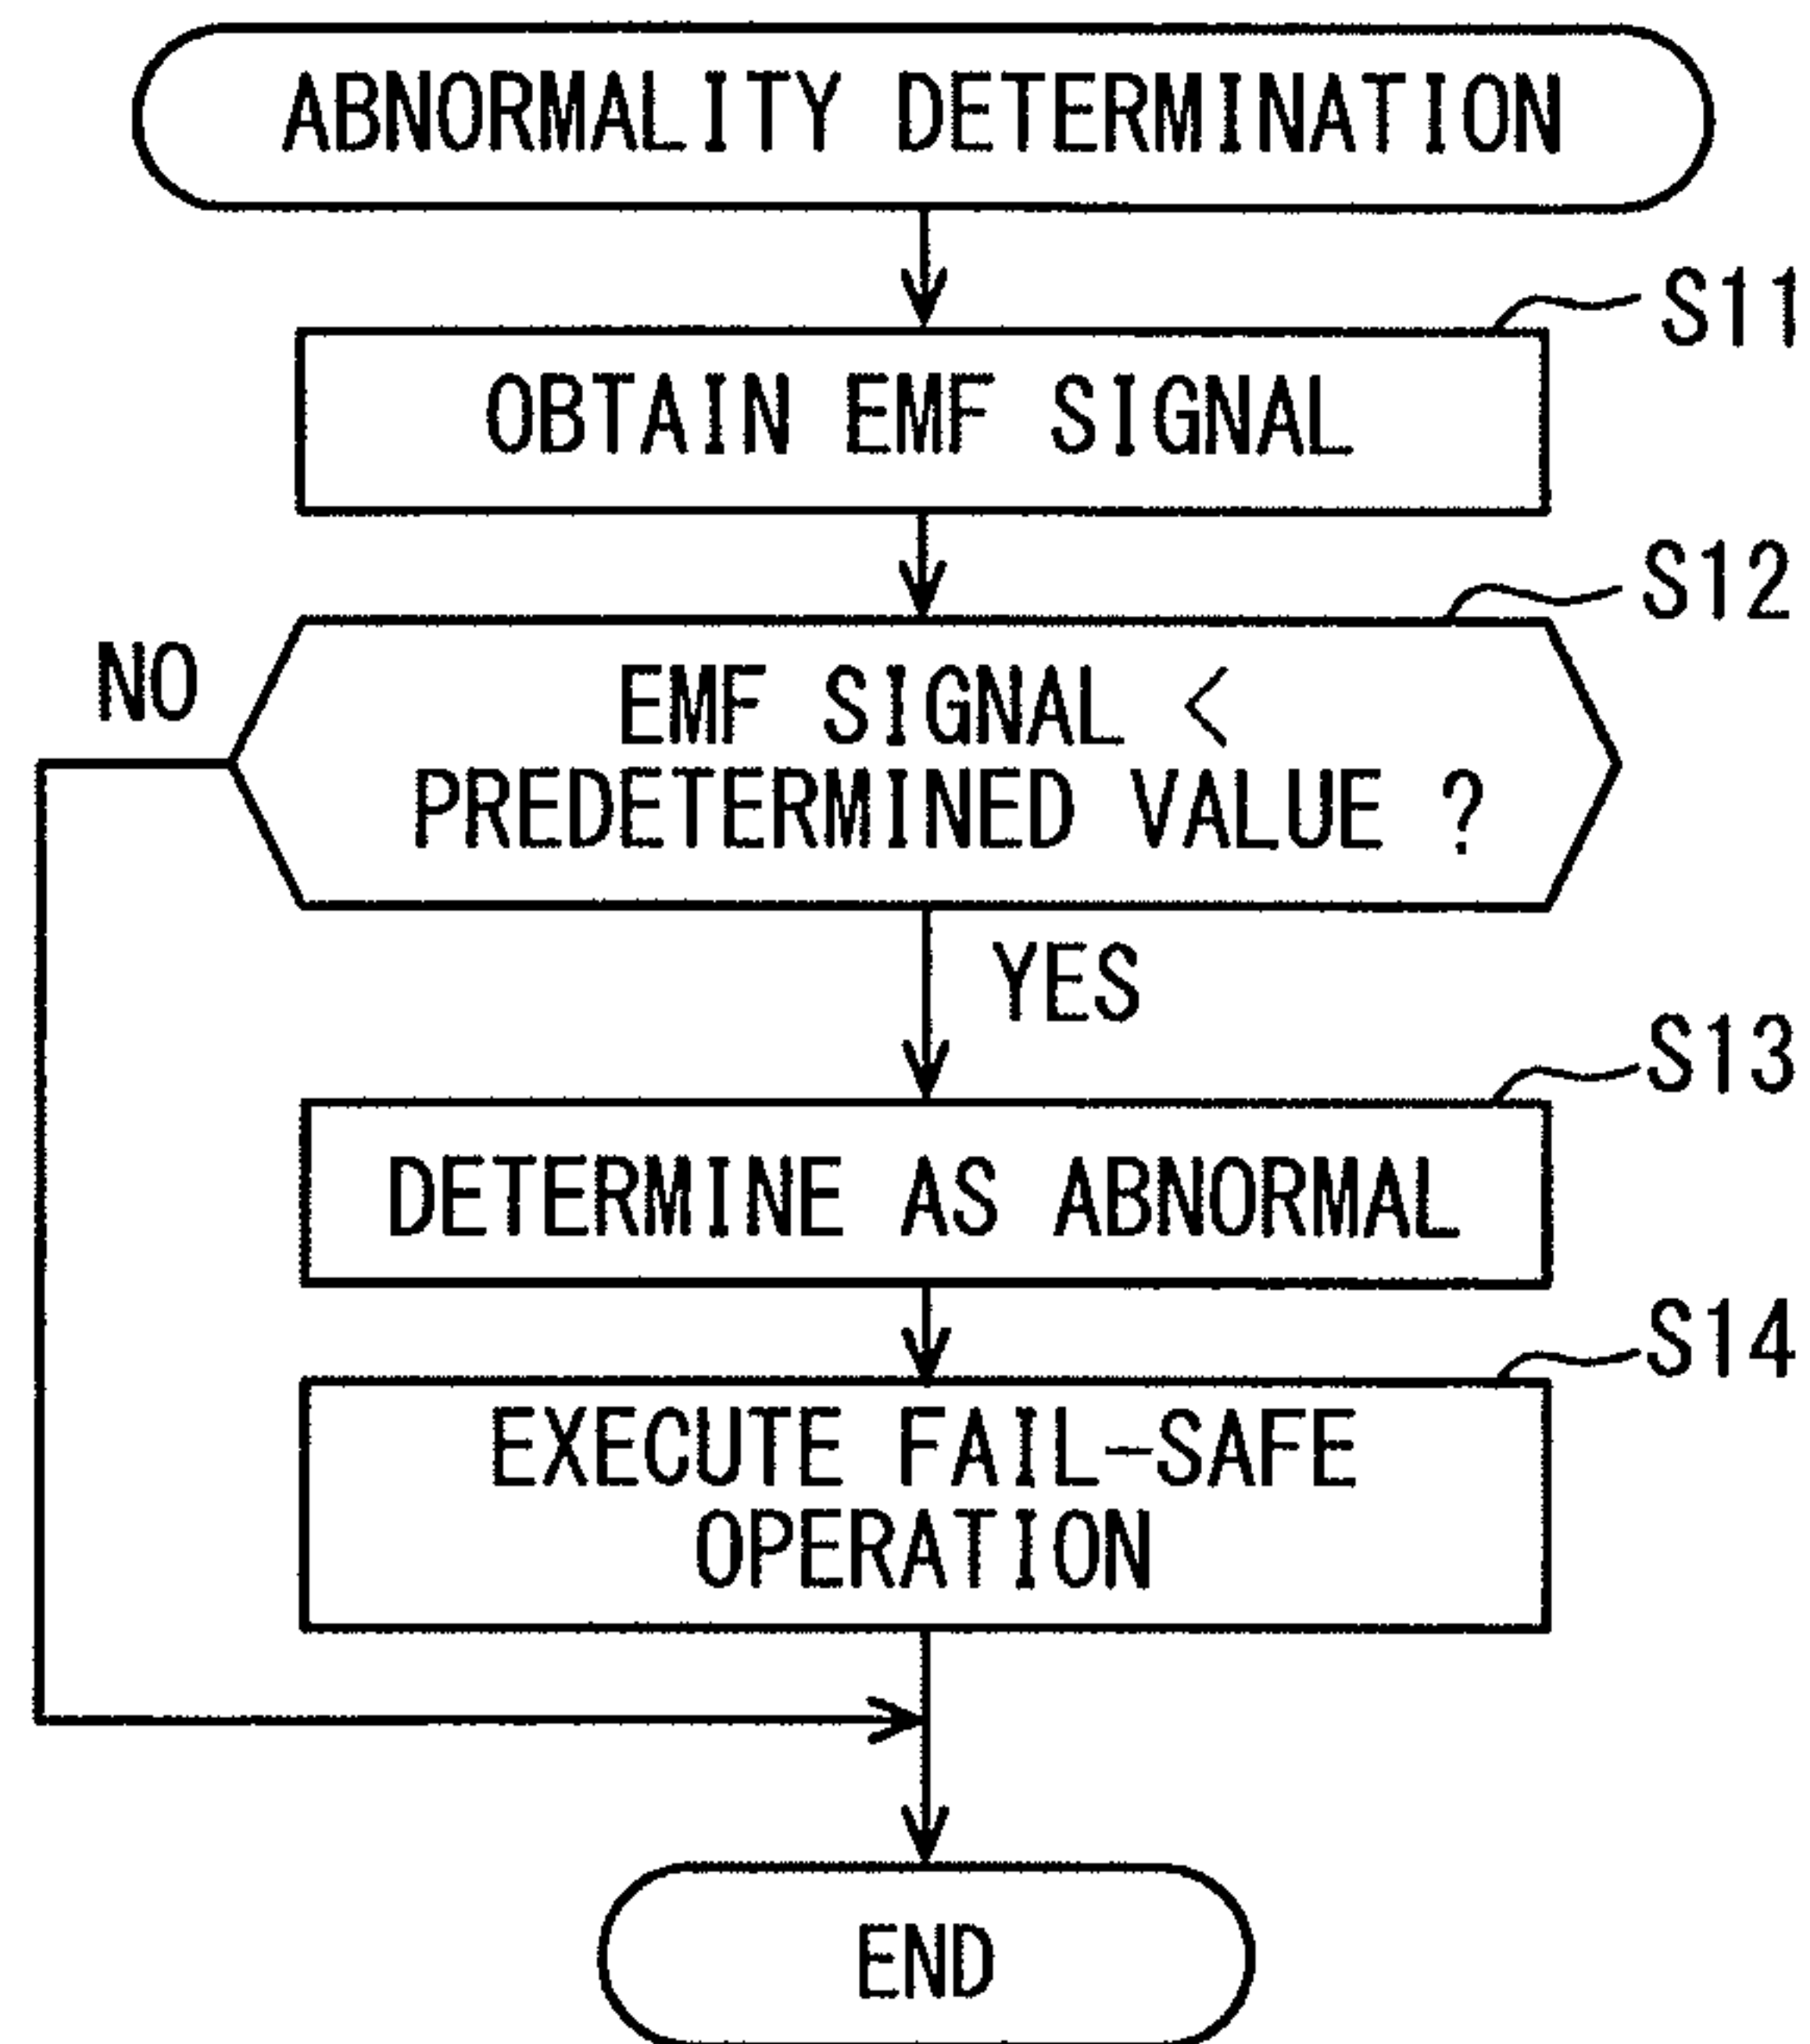 ABNORMALITY DETERMINATION
S11
OBTAIN EMF SIGNAL
S12
NO
EMF SIGNAL <
PREDETERMINED VALUE ?
YES
S13
DETERMINE AS ABNORMAL
S14
EXECUTE FAIL-SAFE
OPERATION
END